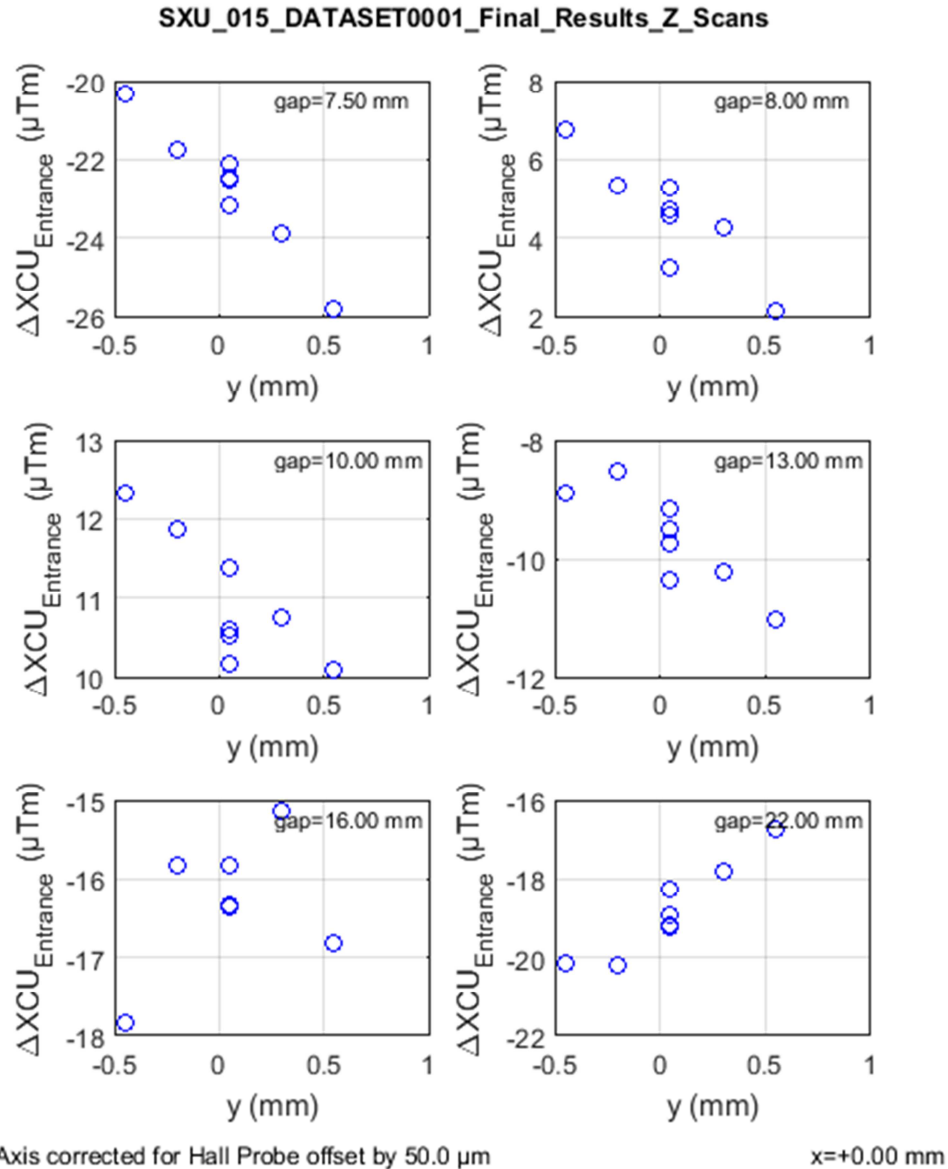 SXU_015_DATASET0001_Final_Results_Z_Scans
-20
-22
-24
-26
ΔXCU_Entrance (µTm)
gap=7.50 mm
-0.5 0 0.5 1
y (mm)
8
6
4
2
ΔXCU_Entrance (µTm)
gap=8.00 mm
-0.5 0 0.5 1
y (mm)
13
12
11
10
ΔXCU_Entrance (µTm)
gap=10.00 mm
-0.5 0 0.5 1
y (mm)
-8
-10
-12
ΔXCU_Entrance (µTm)
gap=13.00 mm
-0.5 0 0.5 1
y (mm)
-15
-16
-17
-18
ΔXCU_Entrance (µTm)
gap=16.00 mm
-0.5 0 0.5 1
y (mm)
-16
-18
-20
-22
ΔXCU_Entrance (µTm)
gap=22.00 mm
-0.5 0 0.5 1
y (mm)
Axis corrected for Hall Probe offset by 50.0 µm
x=+0.00 mm